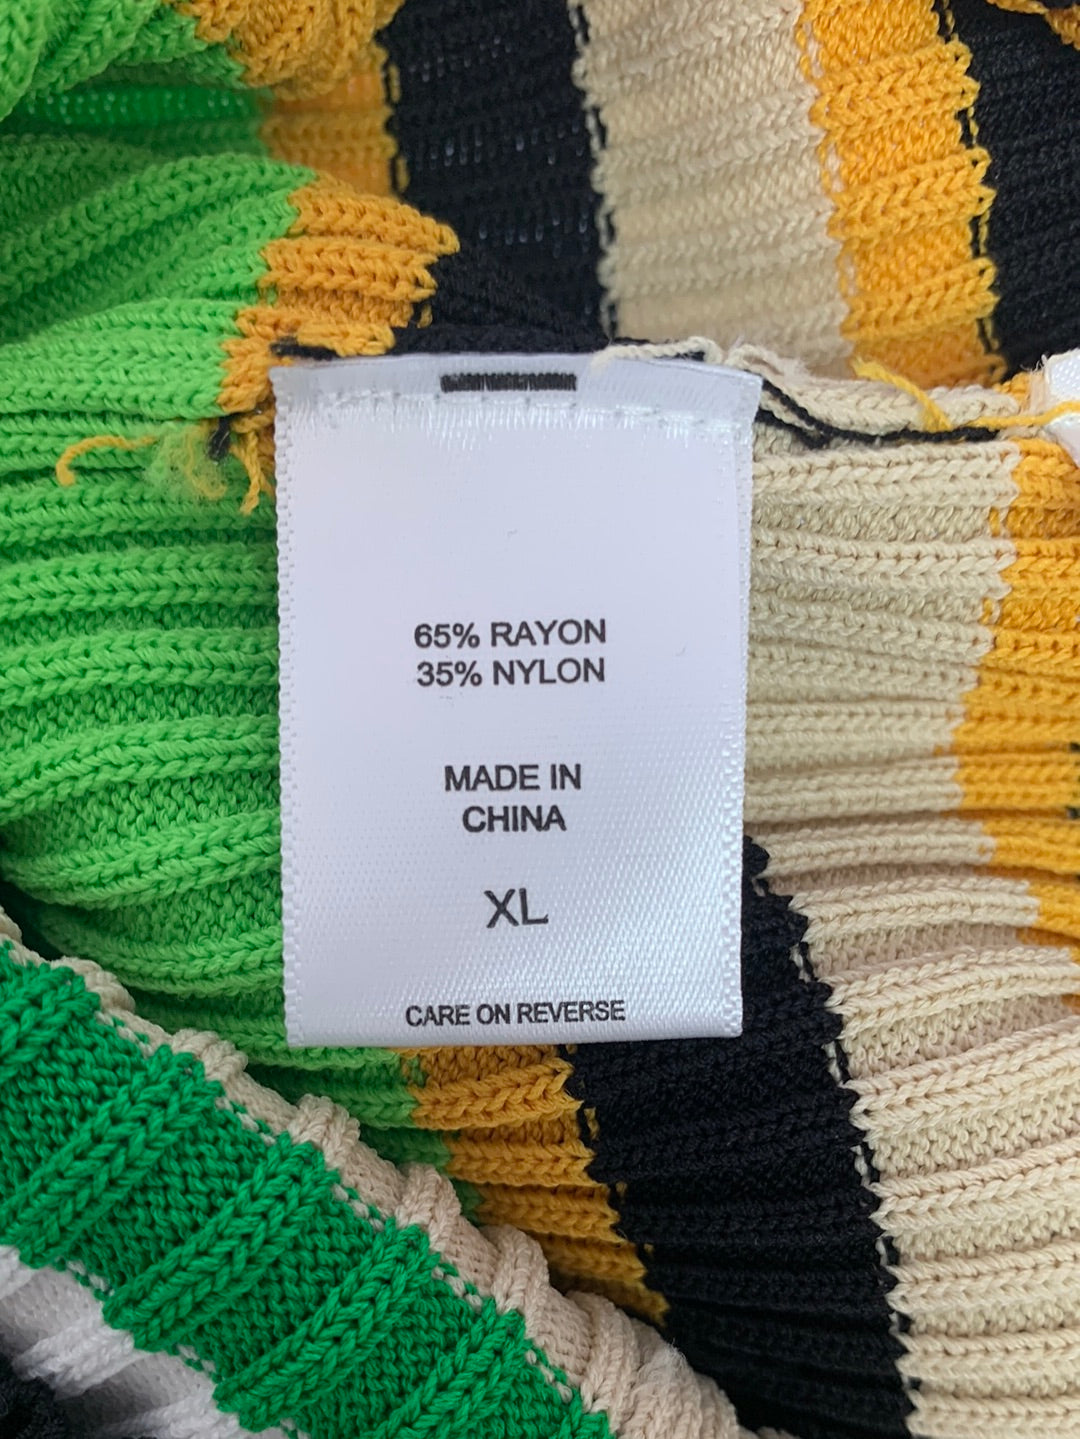 65% RAYON
35% NYLON
MADE IN
CHINA
XL
CARE ON REVERSE